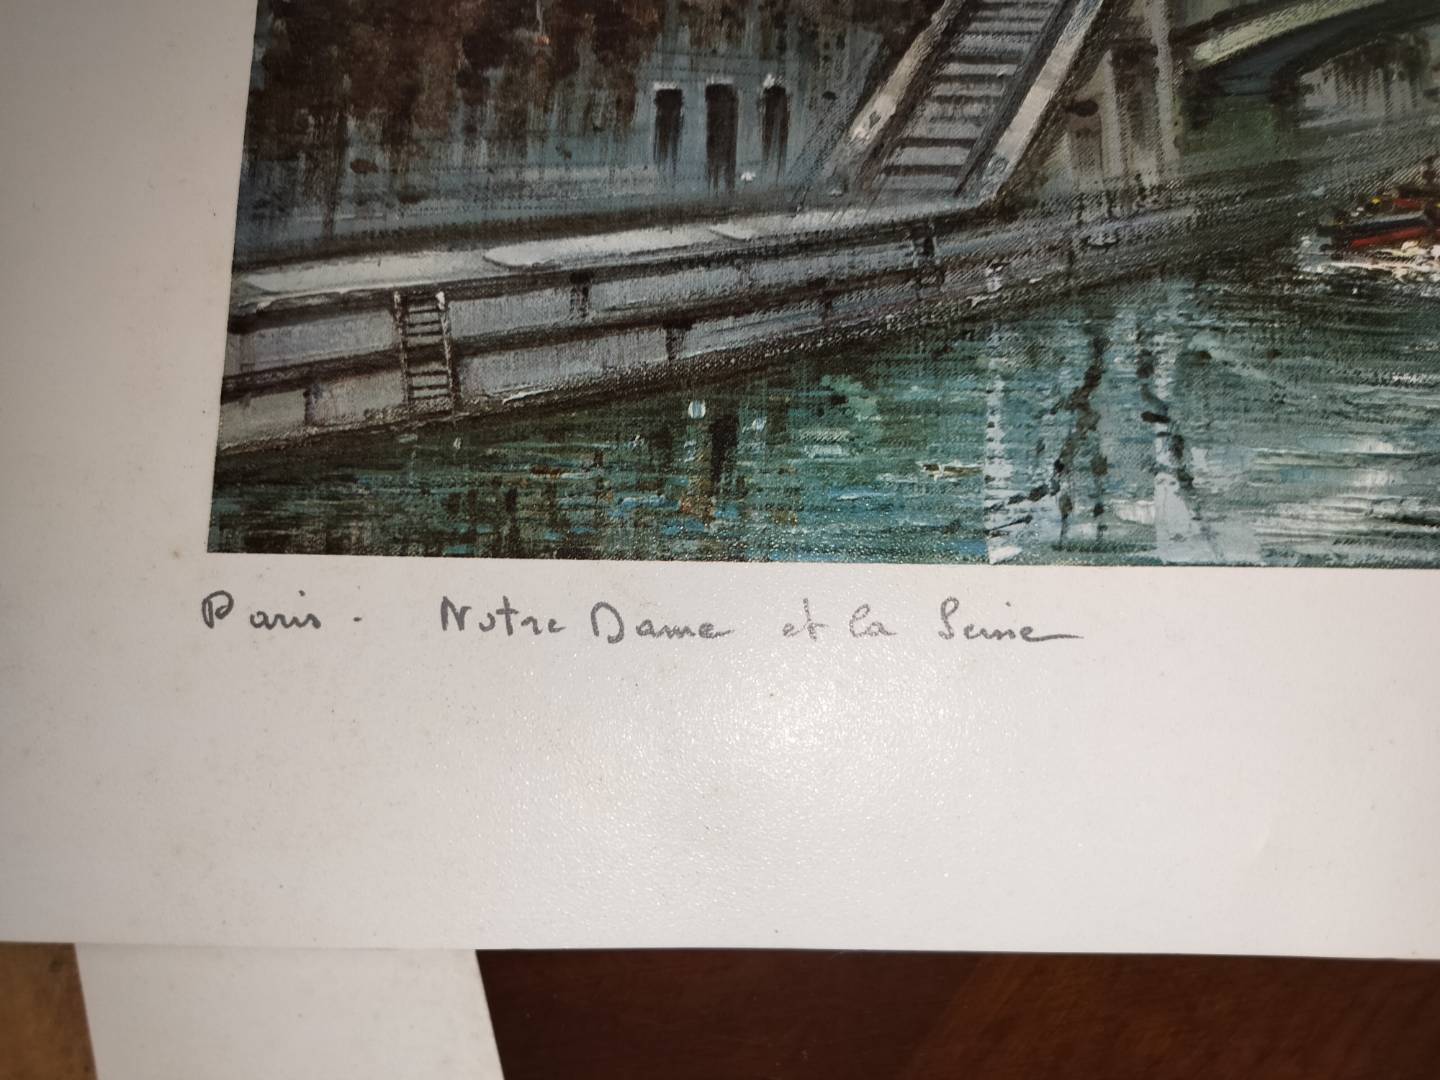 Paris. Notre Dame et la Seine